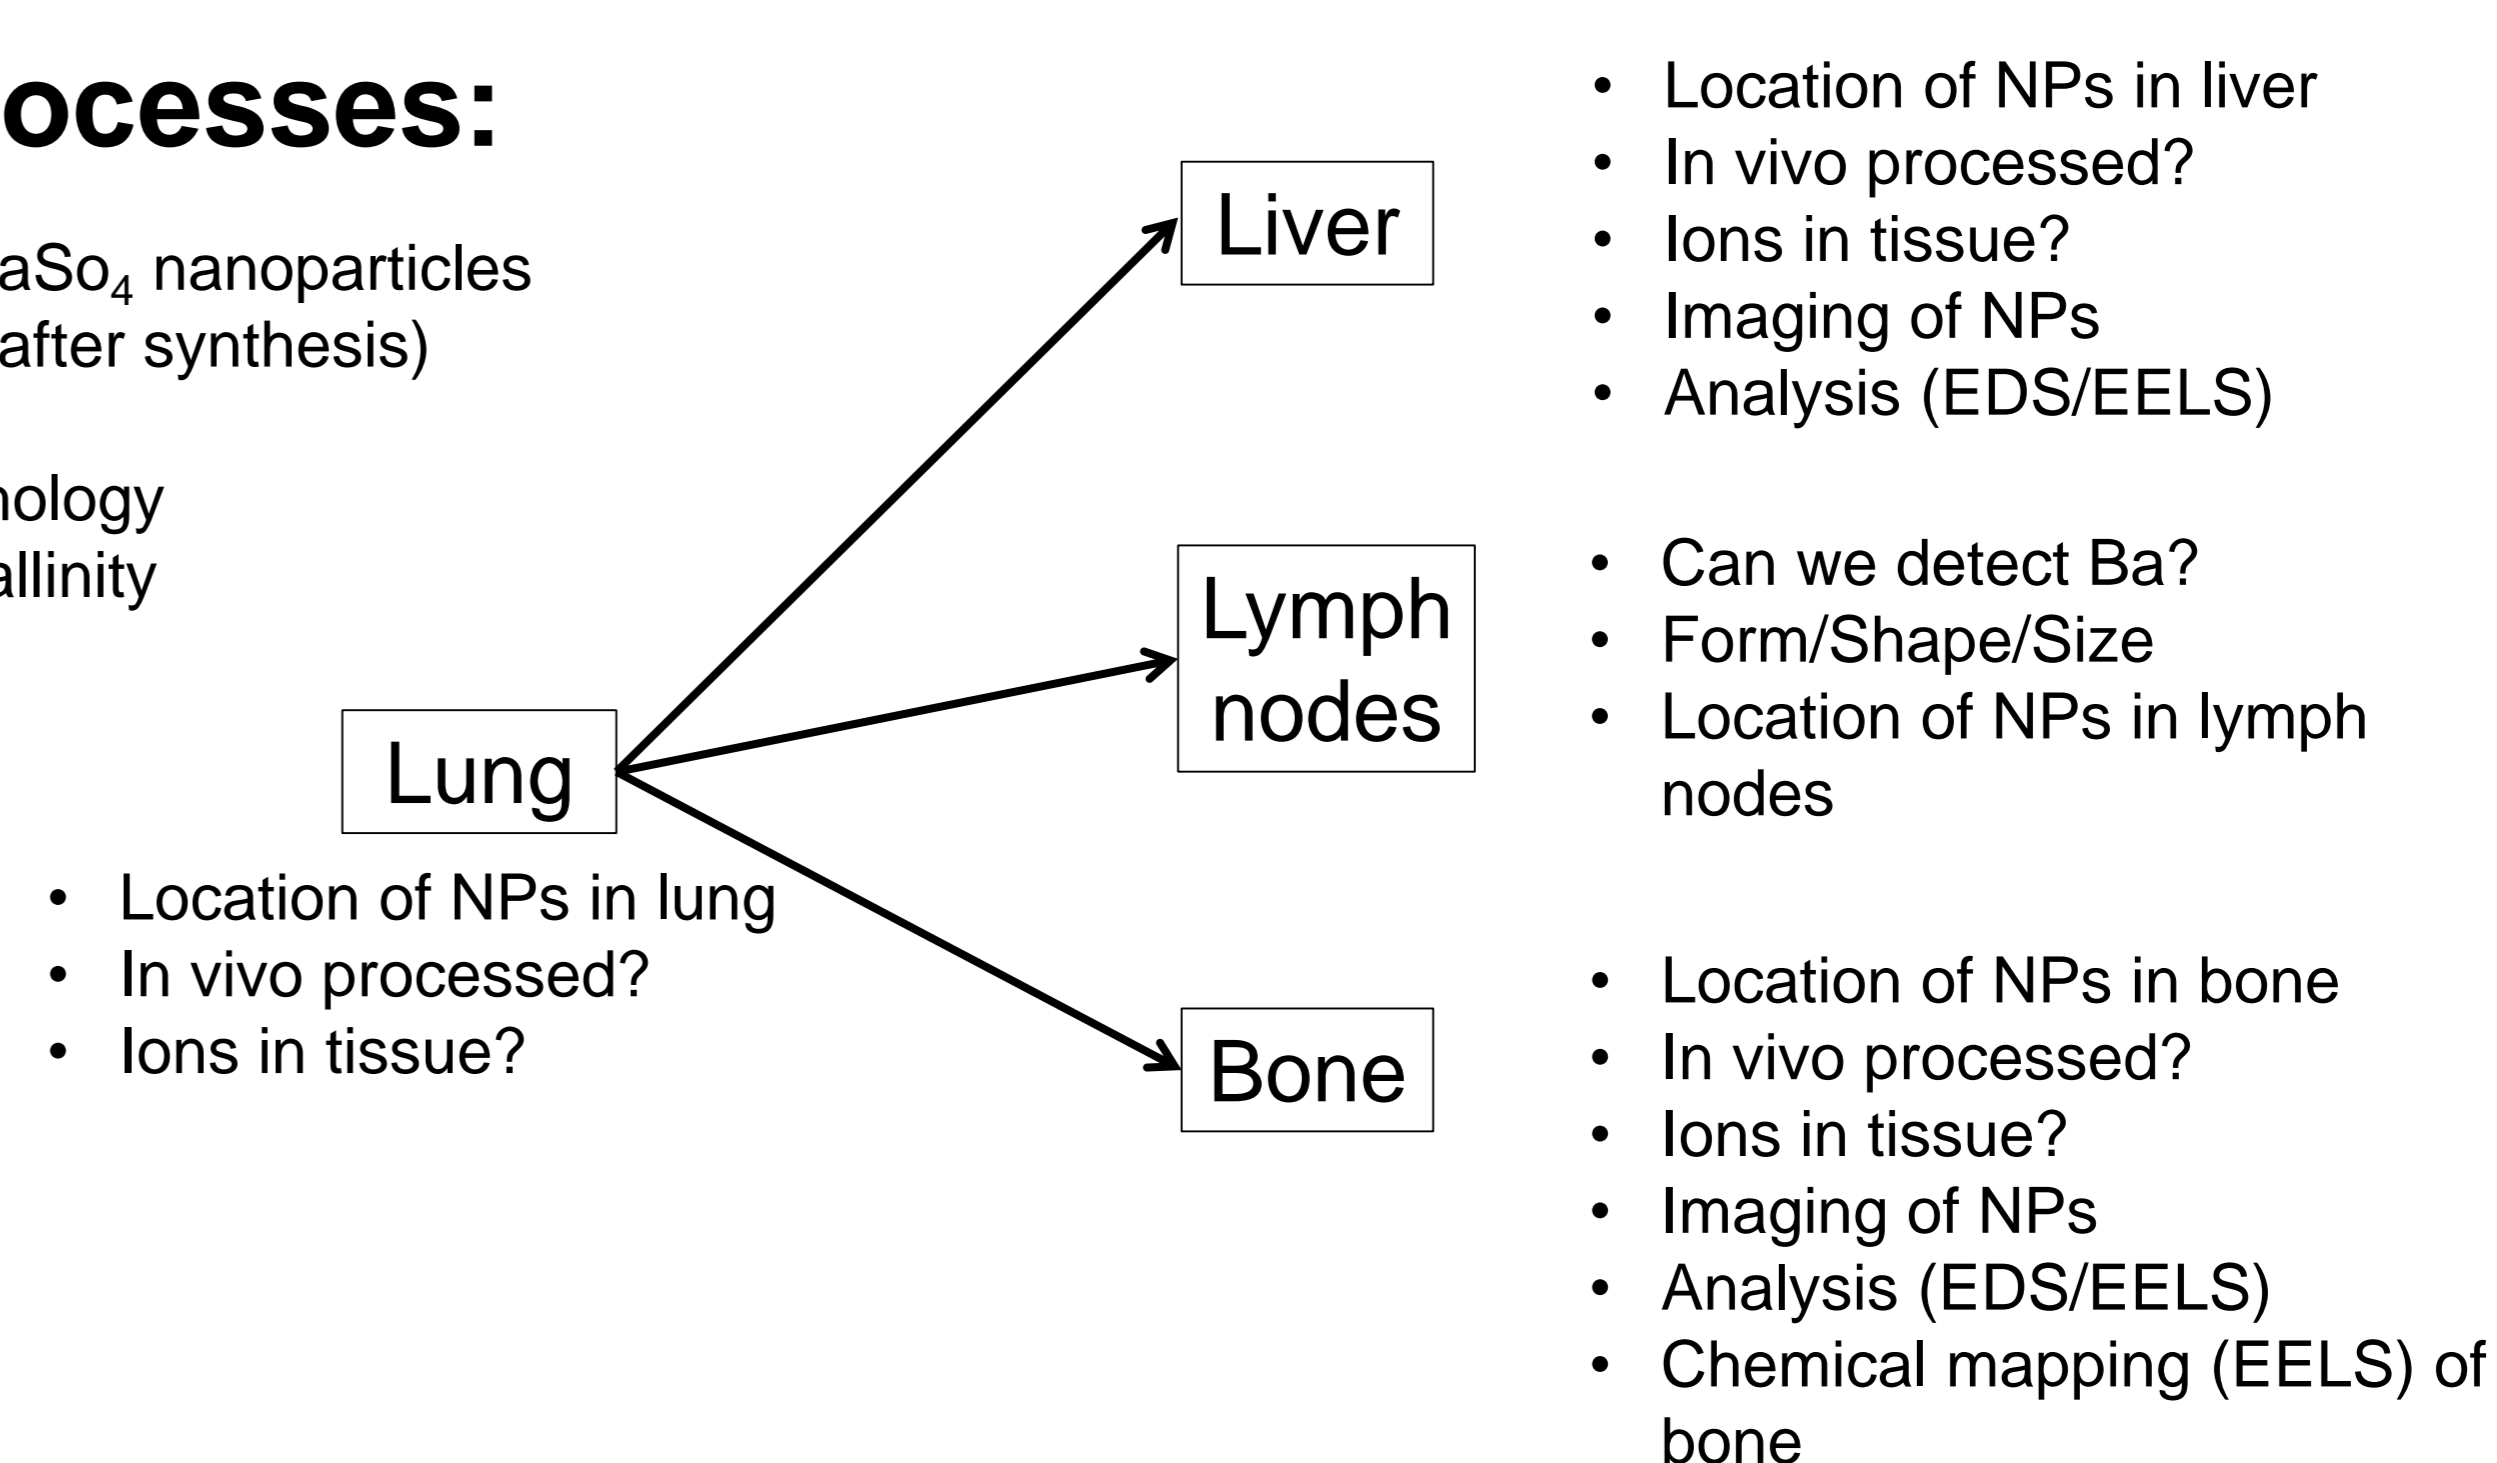 ocesses:
aSo₄ nanoparticles
after synthesis)
nology
allinity
Lung
• Location of NPs in lung
• In vivo processed?
• Ions in tissue?
Liver
Lymph
nodes
Bone
• Location of NPs in liver
• In vivo processed?
• Ions in tissue?
• Imaging of NPs
• Analysis (EDS/EELS)
• Can we detect Ba?
• Form/Shape/Size
• Location of NPs in lymph
nodes
• Location of NPs in bone
• In vivo processed?
• Ions in tissue?
• Imaging of NPs
• Analysis (EDS/EELS)
• Chemical mapping (EELS) of
bone